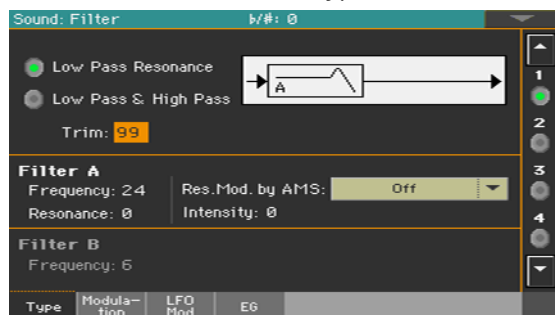 Sound: Filter ♭/#: 0
Low Pass Resonance
A
Low Pass & High Pass
Trim: 99
Filter A
Frequency: 24 Res.Mod. by AMS: Off
Resonance: 0 Intensity: 0
Filter B
Frequency: 6
1
2
3
4
Type Modula-tion LFO Mod EG